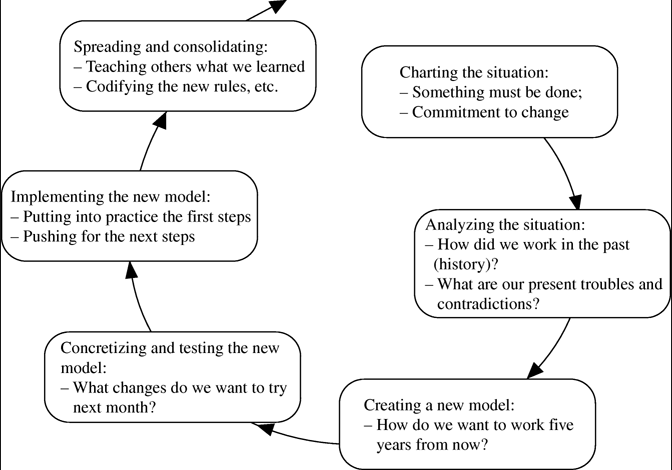 Spreading and consolidating:
– Teaching others what we learned
– Codifying the new rules, etc.
Charting the situation:
– Something must be done;
– Commitment to change
Implementing the new model:
– Putting into practice the first steps
– Pushing for the next steps
Analyzing the situation:
– How did we work in the past
(history)?
– What are our present troubles and
contradictions?
Concretizing and testing the new
model:
– What changes do we want to try
next month?
Creating a new model:
– How do we want to work five
years from now?